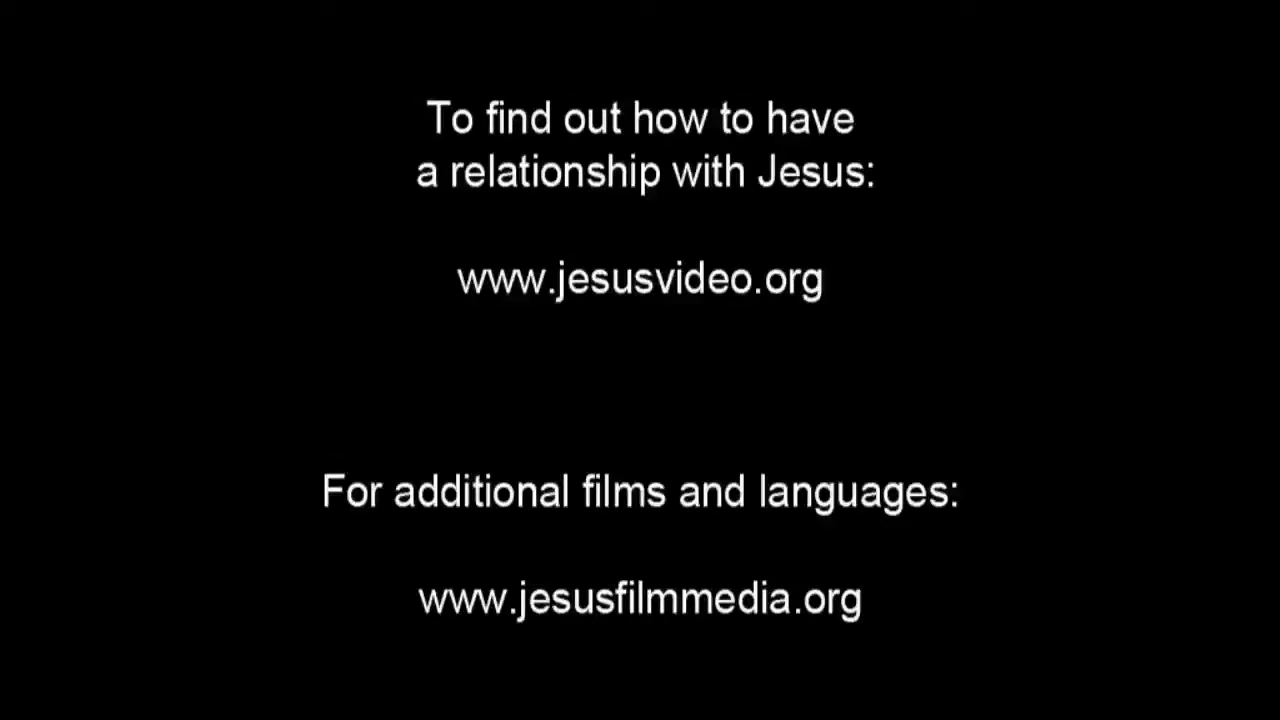 To find out how to have
a relationship with Jesus:
www.jesusvideo.org
For additional films and languages:
www.jesusfilmmedia.org